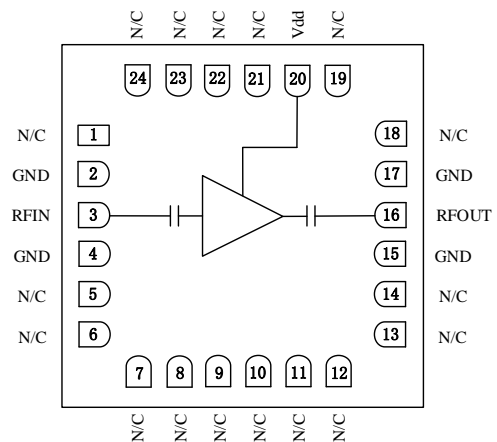 N/C N/C N/C N/C Vdd N/C
24 23 22 21 20 19
N/C 1 18 N/C
GND 2 17 GND
RFIN 3 16 RFOUT
GND 4 15 GND
N/C 5 14 N/C
N/C 6 13 N/C
7 8 9 10 11 12
N/C N/C N/C N/C N/C N/C